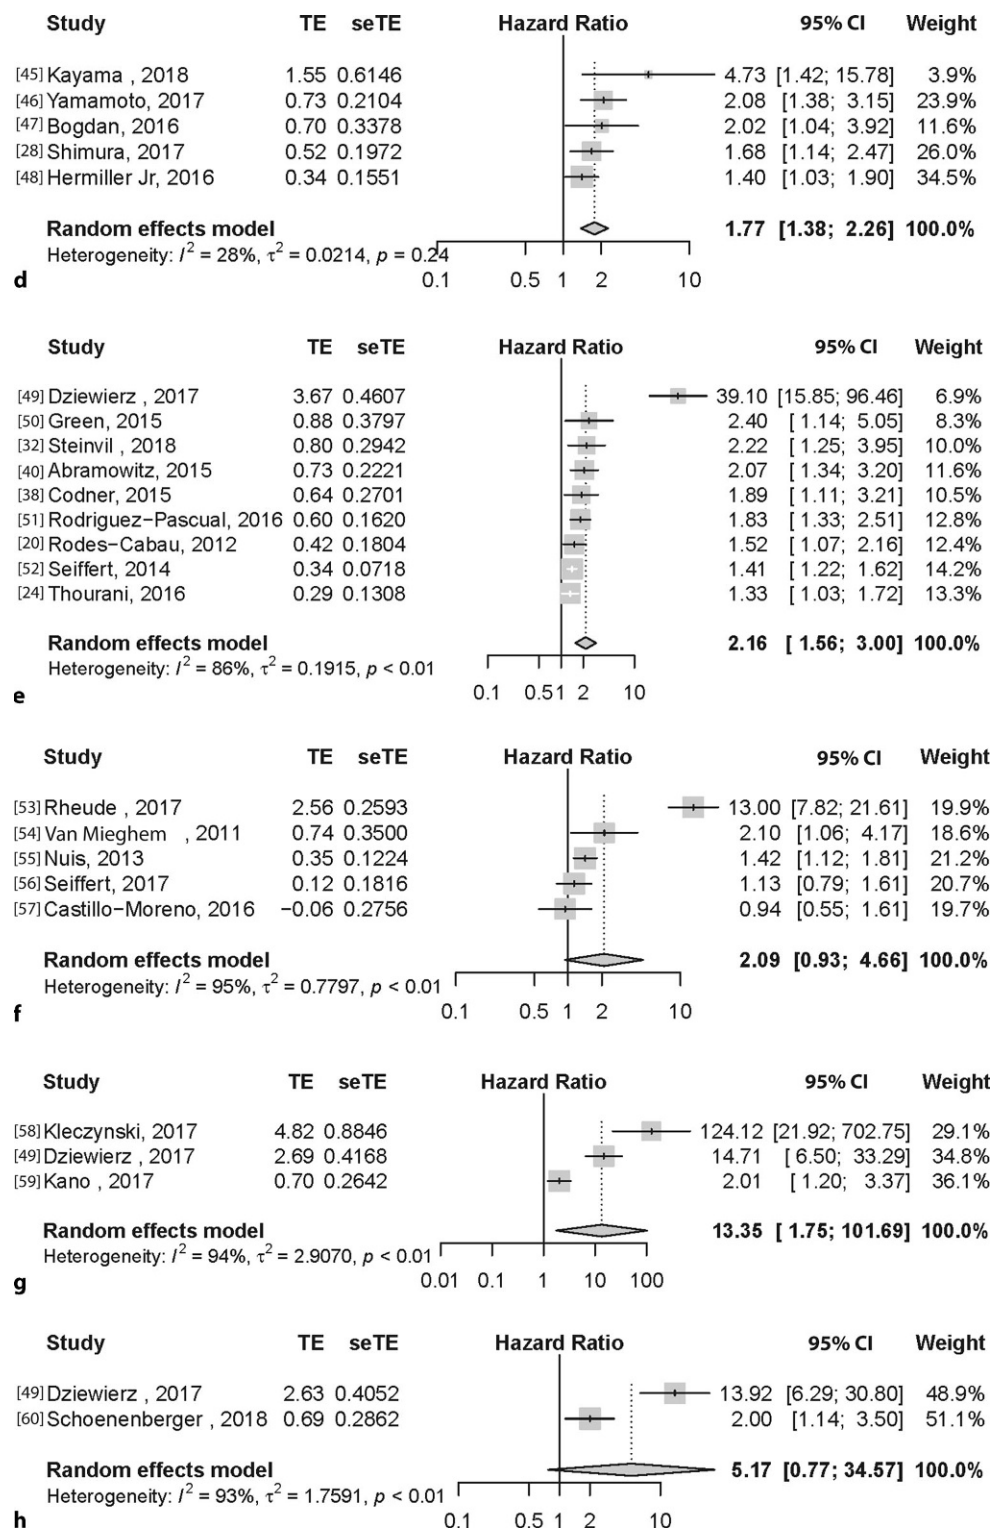 Study TE seTE Hazard Ratio 95% CI Weight
[45] Kayama , 2018 1.55 0.6146 4.73 [1.42; 15.78] 3.9%
[46] Yamamoto, 2017 0.73 0.2104 2.08 [1.38; 3.15] 23.9%
[47] Bogdan, 2016 0.70 0.3378 2.02 [1.04; 3.92] 11.6%
[28] Shimura, 2017 0.52 0.1972 1.68 [1.14; 2.47] 26.0%
[48] Hermiller Jr, 2016 0.34 0.1551 1.40 [1.03; 1.90] 34.5%
Random effects model 1.77 [1.38; 2.26] 100.0%
Heterogeneity: I² = 28%, τ² = 0.0214, p = 0.24
d 0.1 0.5 1 2 10
Study TE seTE Hazard Ratio 95% CI Weight
[49] Dziewierz , 2017 3.67 0.4607 39.10 [15.85; 96.46] 6.9%
[50] Green, 2015 0.88 0.3797 2.40 [ 1.14; 5.05] 8.3%
[32] Steinvil , 2018 0.80 0.2942 2.22 [ 1.25; 3.95] 10.0%
[40] Abramowitz, 2015 0.73 0.2221 2.07 [ 1.34; 3.20] 11.6%
[38] Codner, 2015 0.64 0.2701 1.89 [ 1.11; 3.21] 10.5%
[51] Rodriguez−Pascual, 2016 0.60 0.1620 1.83 [ 1.33; 2.51] 12.8%
[20] Rodes−Cabau, 2012 0.42 0.1804 1.52 [ 1.07; 2.16] 12.4%
[52] Seiffert, 2014 0.34 0.0718 1.41 [ 1.22; 1.62] 14.2%
[24] Thourani, 2016 0.29 0.1308 1.33 [ 1.03; 1.72] 13.3%
Random effects model 2.16 [ 1.56; 3.00] 100.0%
Heterogeneity: I² = 86%, τ² = 0.1915, p < 0.01
e 0.1 0.5 1 2 10
Study TE seTE Hazard Ratio 95% CI Weight
[53] Rheude , 2017 2.56 0.2593 13.00 [7.82; 21.61] 19.9%
[54] Van Mieghem , 2011 0.74 0.3500 2.10 [1.06; 4.17] 18.6%
[55] Nuis, 2013 0.35 0.1224 1.42 [1.12; 1.81] 21.2%
[56] Seiffert, 2017 0.12 0.1816 1.13 [0.79; 1.61] 20.7%
[57] Castillo−Moreno, 2016 −0.06 0.2756 0.94 [0.55; 1.61] 19.7%
Random effects model 2.09 [0.93; 4.66] 100.0%
Heterogeneity: I² = 95%, τ² = 0.7797, p < 0.01
f 0.1 0.5 1 2 10
Study TE seTE Hazard Ratio 95% CI Weight
[58] Kleczynski, 2017 4.82 0.8846 124.12 [21.92; 702.75] 29.1%
[49] Dziewierz , 2017 2.69 0.4168 14.71 [ 6.50; 33.29] 34.8%
[59] Kano , 2017 0.70 0.2642 2.01 [ 1.20; 3.37] 36.1%
Random effects model 13.35 [ 1.75; 101.69] 100.0%
Heterogeneity: I² = 94%, τ² = 2.9070, p < 0.01
g 0.01 0.1 1 10 100
Study TE seTE Hazard Ratio 95% CI Weight
[49] Dziewierz , 2017 2.63 0.4052 13.92 [6.29; 30.80] 48.9%
[60] Schoenenberger , 2018 0.69 0.2862 2.00 [1.14; 3.50] 51.1%
Random effects model 5.17 [0.77; 34.57] 100.0%
Heterogeneity: I² = 93%, τ² = 1.7591, p < 0.01
h 0.1 0.5 1 2 10